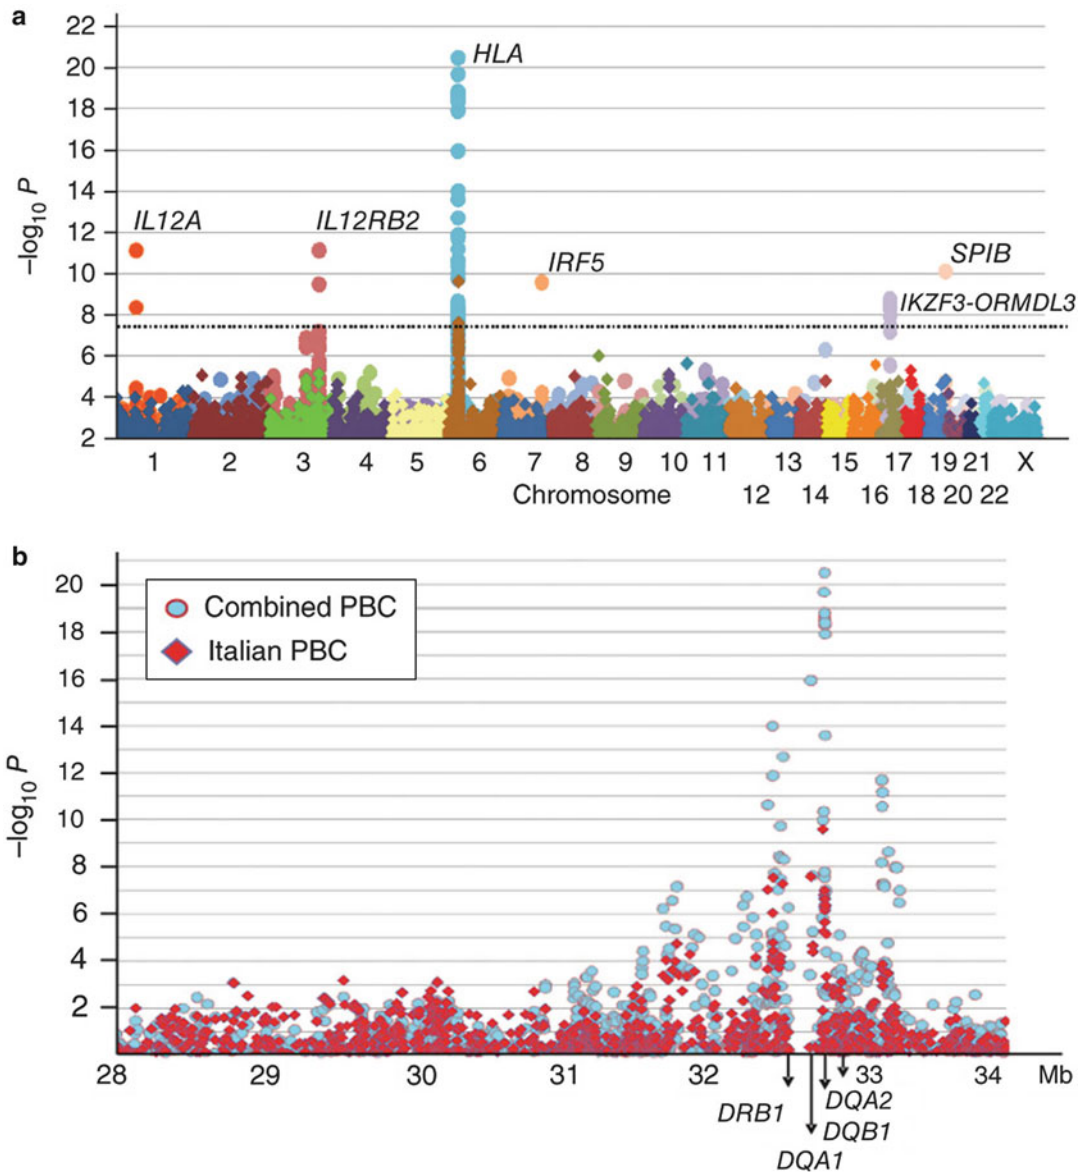 a
22
20
18
16
14
12
10
8
6
4
2
–log10 P
HLA
IL12A
IL12RB2
IRF5
SPIB
IKZF3-ORMDL3
1 2 3 4 5 6 7 8 9 10 11 13 15 17 19 21 X
Chromosome 12 14 16 18 20 22
b
20
18
16
14
12
10
8
6
4
2
–log10 P
Combined PBC
Italian PBC
28 29 30 31 32 33 34 Mb
DRB1
DQA2
DQB1
DQA1